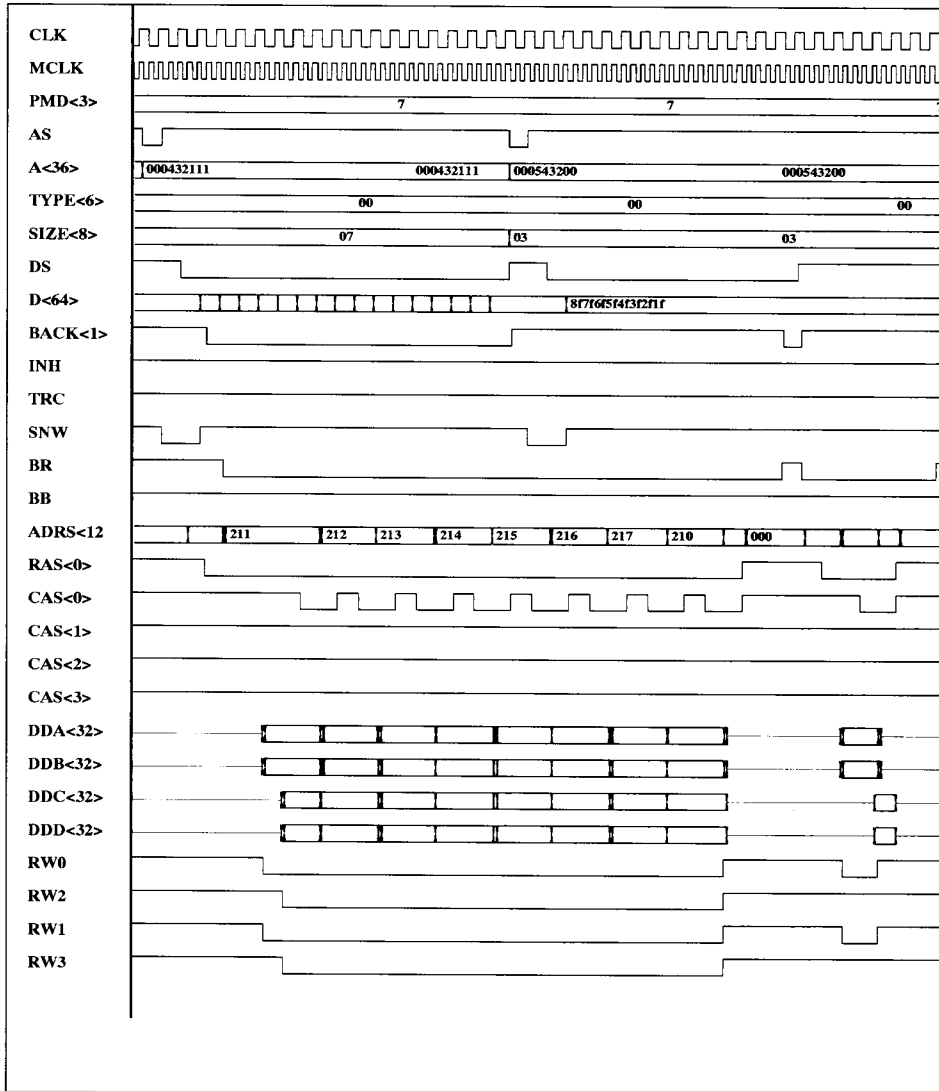 CLK
MCLK
PMD<3> 7 7
AS
A<36> 000432111 000432111 000543200 000543200
TYPE<6> 00 00 00
SIZE<8> 07 03 03
DS
D<64> 8f7f6f5f4f3f2f1f
BACK<1>
INH
TRC
SNW
BR
BB
ADRS<12 211 212 213 214 215 216 217 210 000
RAS<0>
CAS<0>
CAS<1>
CAS<2>
CAS<3>
DDA<32>
DDB<32>
DDC<32>
DDD<32>
RW0
RW2
RW1
RW3